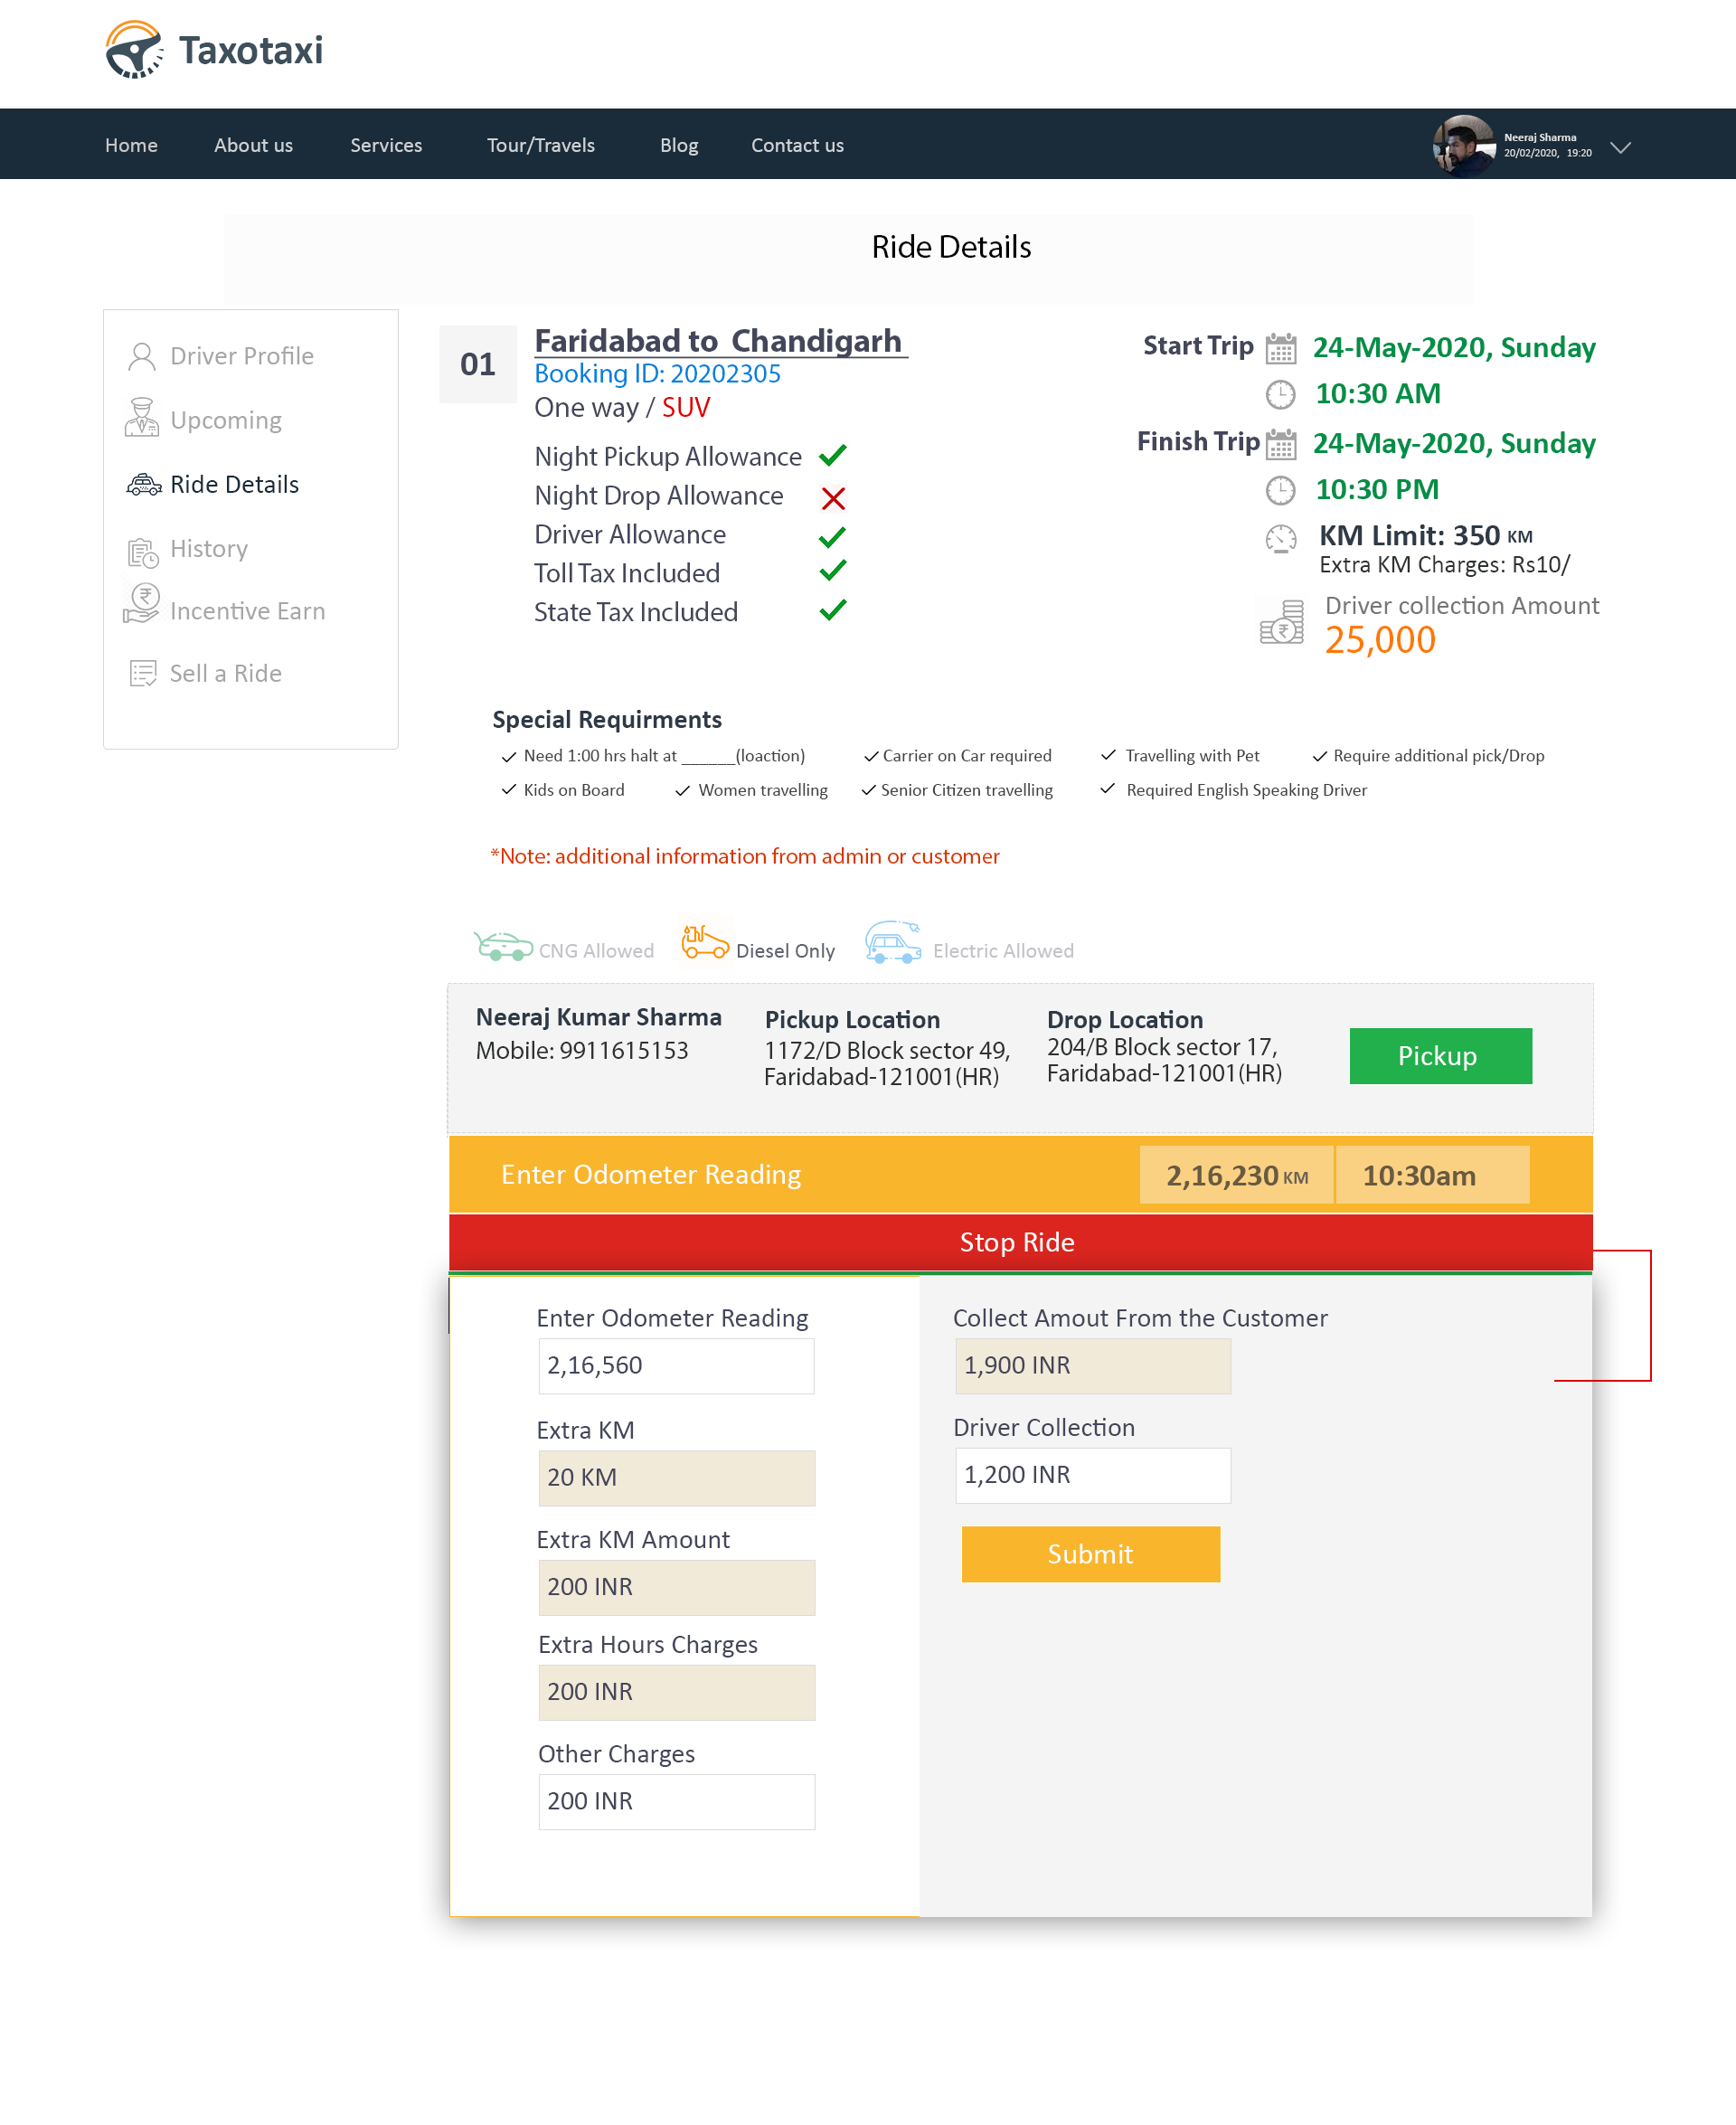 Taxotaxi
Home About us Services Tour/Travels Blog Contact us
Neeraj Sharma
20/02/2020, 19:20
Ride Details
Driver Profile
Upcoming
Ride Details
History
Incentive Earn
Sell a Ride
01
Faridabad to Chandigarh
Booking ID: 20202305
One way / SUV
Night Pickup Allowance
Night Drop Allowance
Driver Allowance
Toll Tax Included
State Tax Included
Start Trip 24-May-2020, Sunday
10:30 AM
Finish Trip 24-May-2020, Sunday
10:30 PM
KM Limit: 350 KM
Extra KM Charges: Rs10/
Driver collection Amount
25,000
Special Requirments
Need 1:00 hrs halt at ______(loaction) Carrier on Car required Travelling with Pet Require additional pick/Drop
Kids on Board Women travelling Senior Citizen travelling Required English Speaking Driver
*Note: additional information from admin or customer
CNG Allowed Diesel Only Electric Allowed
Neeraj Kumar Sharma
Mobile: 9911615153
Pickup Location
1172/D Block sector 49,
Faridabad-121001(HR)
Drop Location
204/B Block sector 17,
Faridabad-121001(HR)
Pickup
Enter Odometer Reading 2,16,230 KM 10:30am
Stop Ride
Enter Odometer Reading
2,16,560
Extra KM
20 KM
Extra KM Amount
200 INR
Extra Hours Charges
200 INR
Other Charges
200 INR
Collect Amout From the Customer
1,900 INR
Driver Collection
1,200 INR
Submit